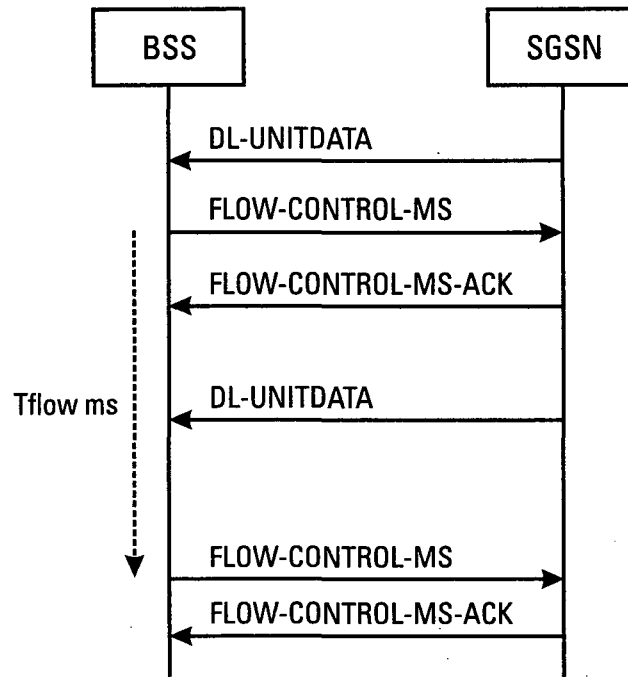 BSS
SGSN
DL-UNITDATA
FLOW-CONTROL-MS
FLOW-CONTROL-MS-ACK
Tflow ms
DL-UNITDATA
FLOW-CONTROL-MS
FLOW-CONTROL-MS-ACK